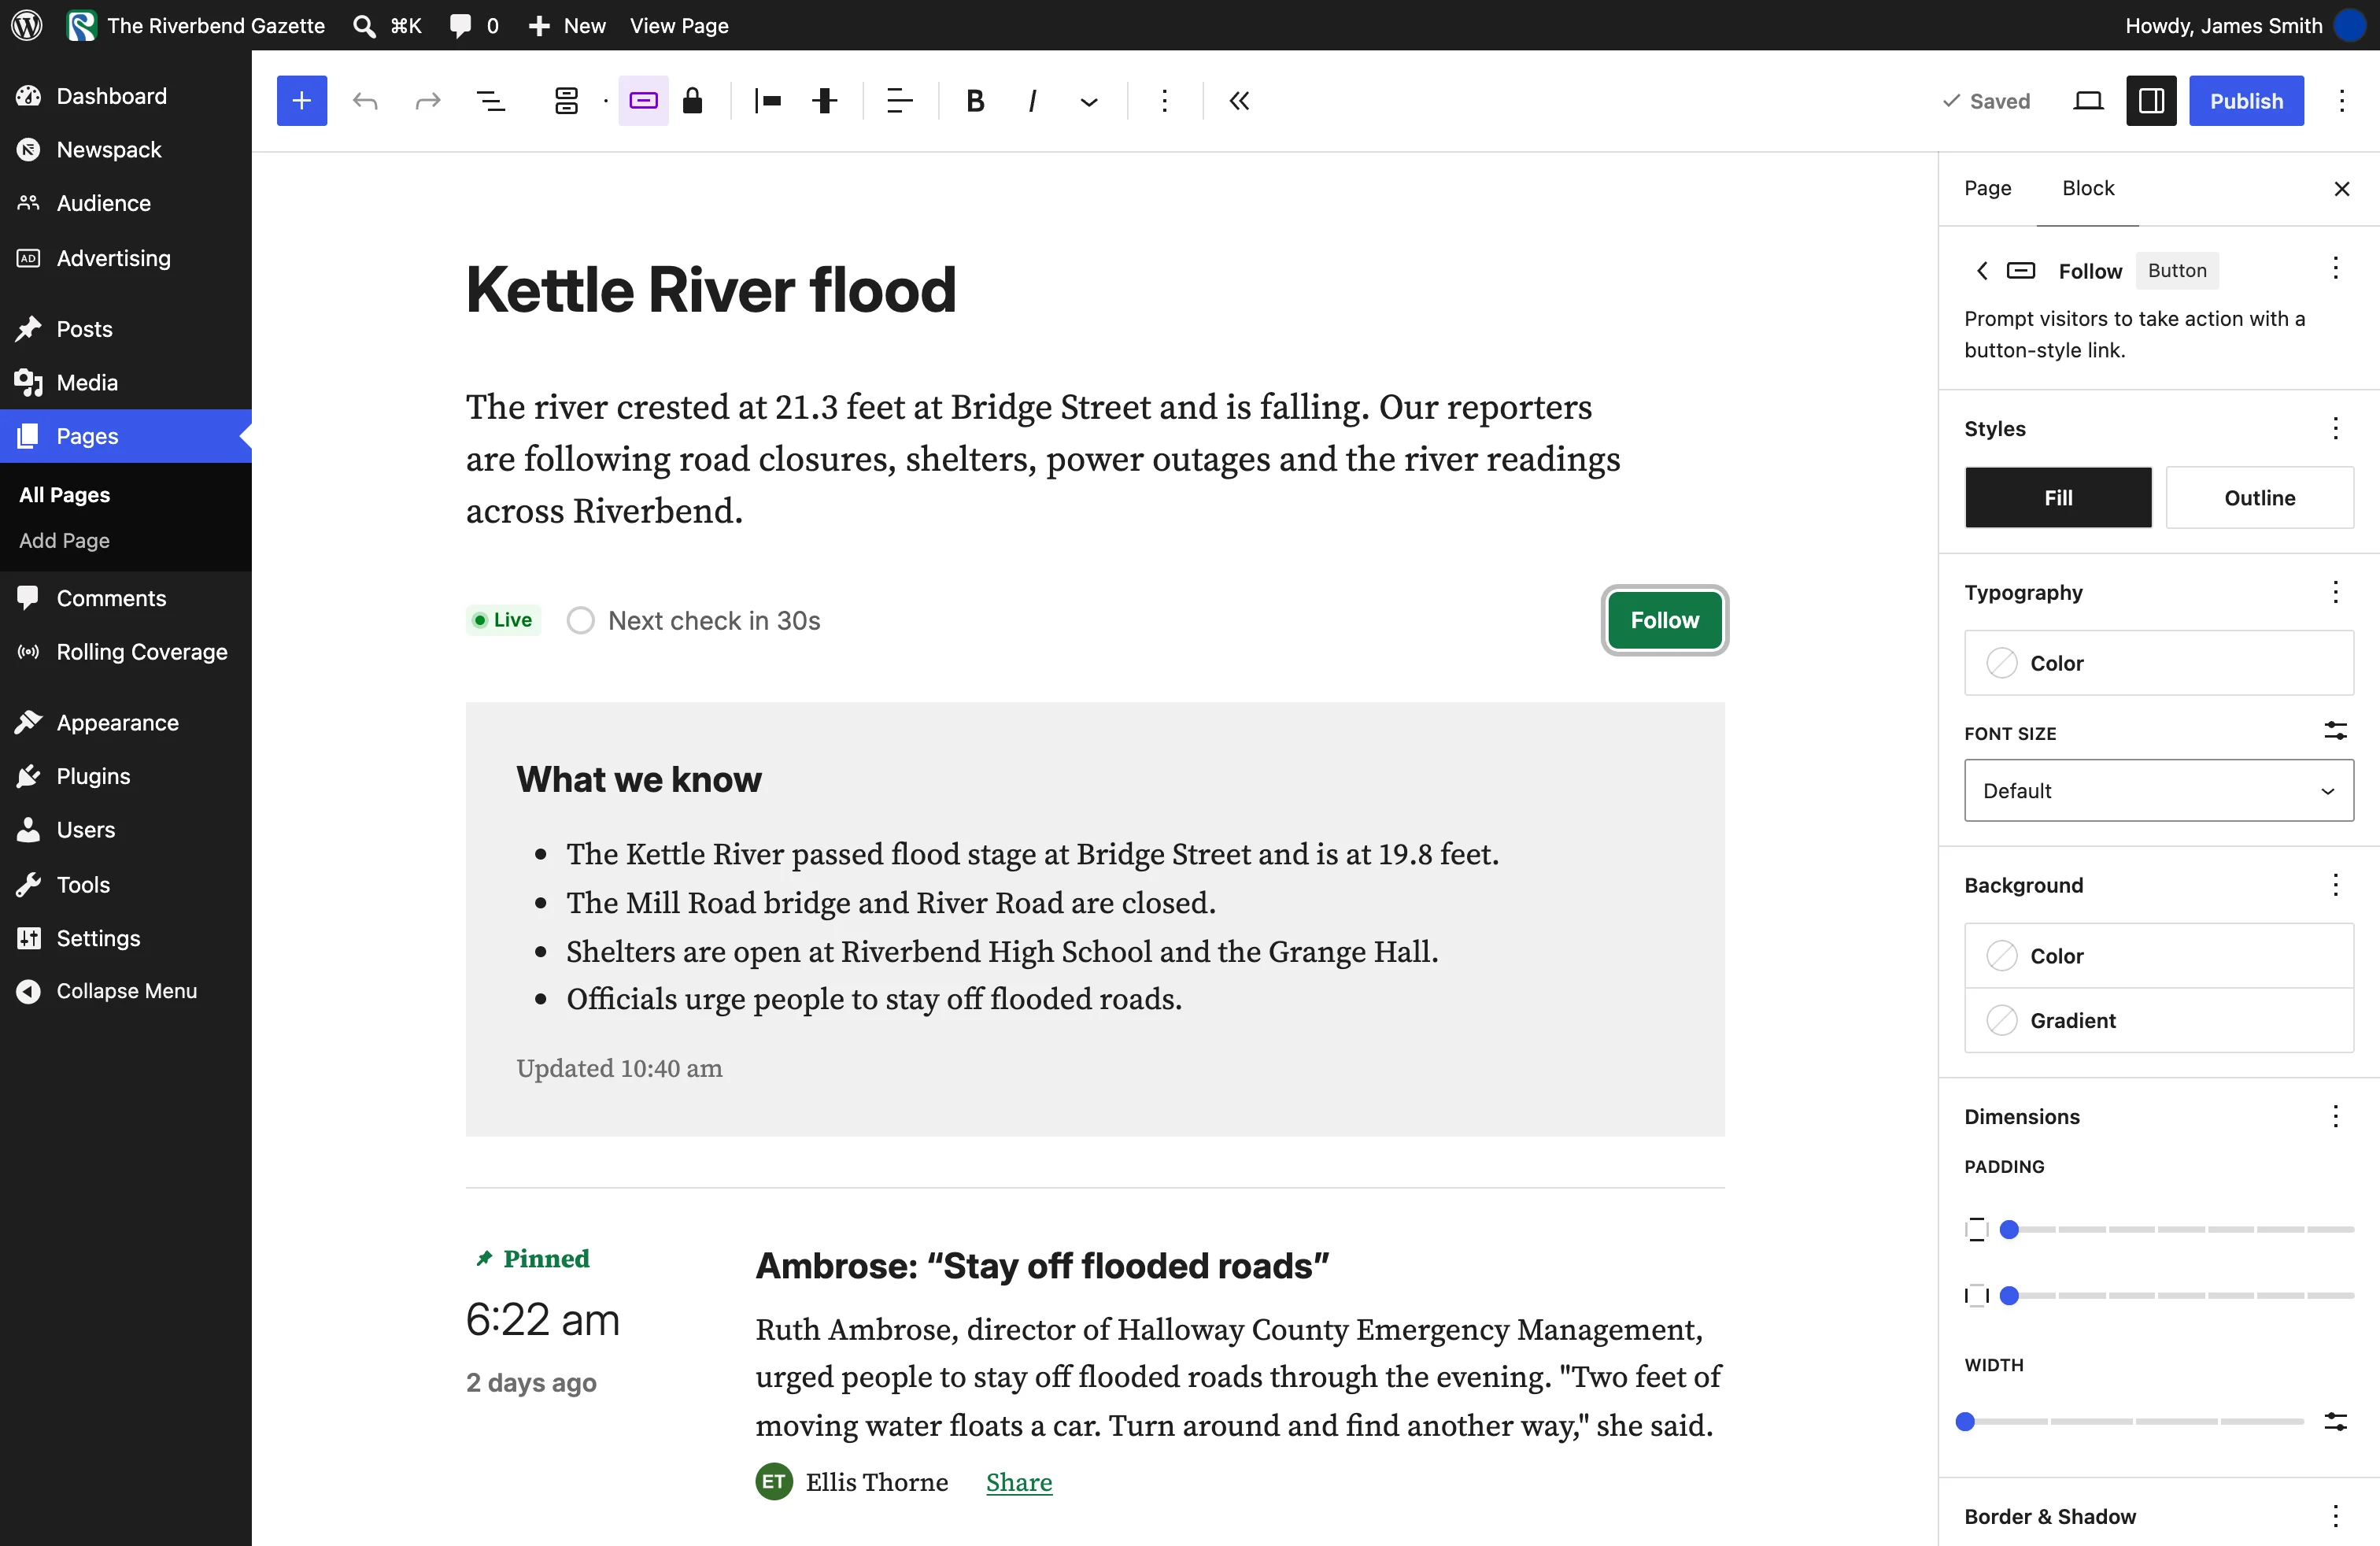 The Riverbend Gazette
⌘K
0
New
View Page
Howdy, James Smith
Dashboard
Newspack
Audience
AD
Advertising
Posts
Media
Pages
All Pages
Add Page
Comments
Rolling Coverage
Appearance
Plugins
Users
Tools
Settings
Collapse Menu
B
I
Saved
Publish
Kettle River flood
The river crested at 21.3 feet at Bridge Street and is falling. Our reporters
are following road closures, shelters, power outages and the river readings
across Riverbend.
Live
Next check in 30s
Follow
What we know
• The Kettle River passed flood stage at Bridge Street and is at 19.8 feet.
• The Mill Road bridge and River Road are closed.
• Shelters are open at Riverbend High School and the Grange Hall.
• Officials urge people to stay off flooded roads.
Updated 10:40 am
Pinned
6:22 am
2 days ago
Ambrose: “Stay off flooded roads”
Ruth Ambrose, director of Halloway County Emergency Management,
urged people to stay off flooded roads through the evening. "Two feet of
moving water floats a car. Turn around and find another way," she said.
ET
Ellis Thorne
Share
Page
Block
Follow
Button
Prompt visitors to take action with a
button-style link.
Styles
Fill
Outline
Typography
Color
FONT SIZE
Default
Background
Color
Gradient
Dimensions
PADDING
WIDTH
Border & Shadow